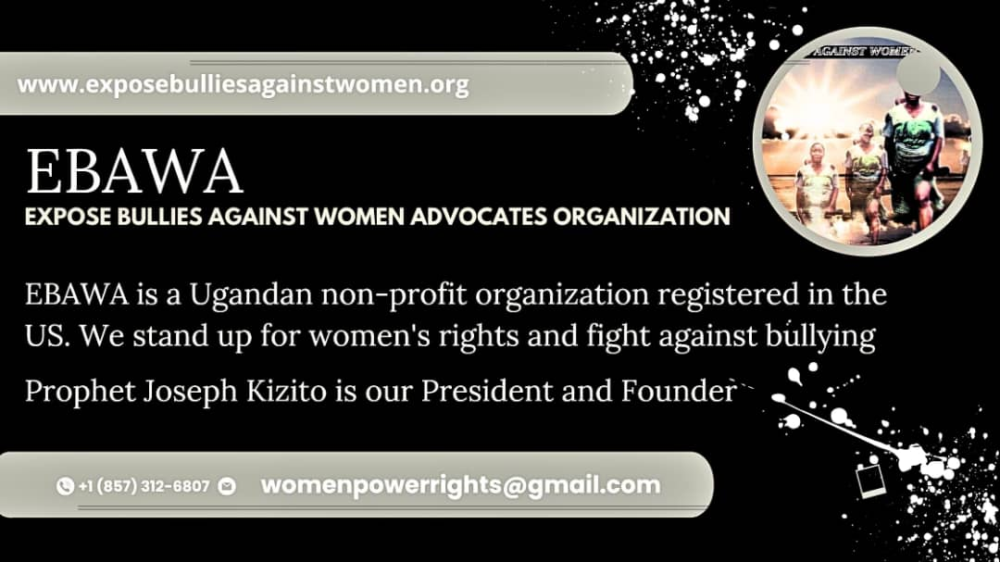 AGAINST WOMEN
www.exposebulliesagainstwomen.org
EBAWA
EXPOSE BULLIES AGAINST WOMEN ADVOCATES ORGANIZATION
EBAWA is a Ugandan non-profit organization registered in the
US. We stand up for women's rights and fight against bullying
Prophet Joseph Kizito is our President and Founder
+1 (857) 312-6807 womenpowerrights@gmail.com